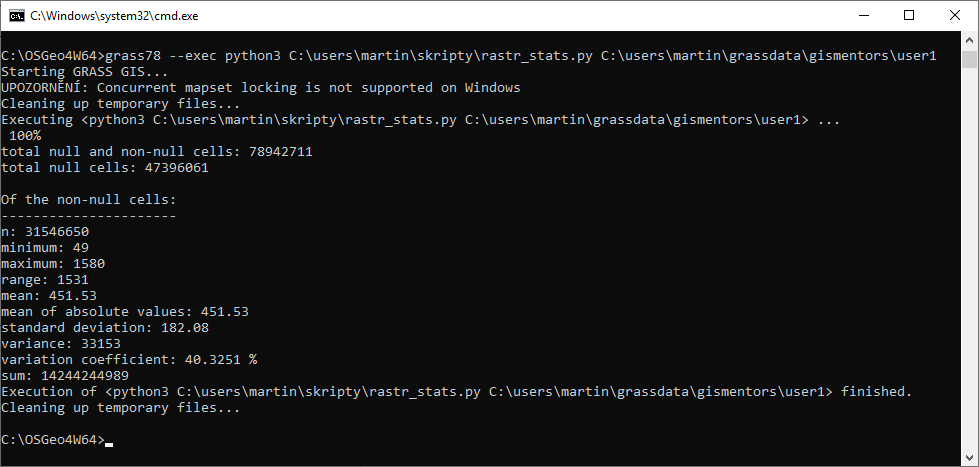 C:\Windows\system32\cmd.exe
C:\OSGeo4W64>grass78 --exec python3 C:\users\martin\skripty\rastr_stats.py C:\users\martin\grassdata\gismentors\user1
Starting GRASS GIS...
UPOZORNĚNÍ: Concurrent mapset locking is not supported on Windows
Cleaning up temporary files...
Executing <python3 C:\users\martin\skripty\rastr_stats.py C:\users\martin\grassdata\gismentors\user1> ...
100%
total null and non-null cells: 78942711
total null cells: 47396061
Of the non-null cells:
----------------------
n: 31546650
minimum: 49
maximum: 1580
range: 1531
mean: 451.53
mean of absolute values: 451.53
standard deviation: 182.08
variance: 33153
variation coefficient: 40.3251 %
sum: 14244244989
Execution of <python3 C:\users\martin\skripty\rastr_stats.py C:\users\martin\grassdata\gismentors\user1> finished.
Cleaning up temporary files...
C:\OSGeo4W64>